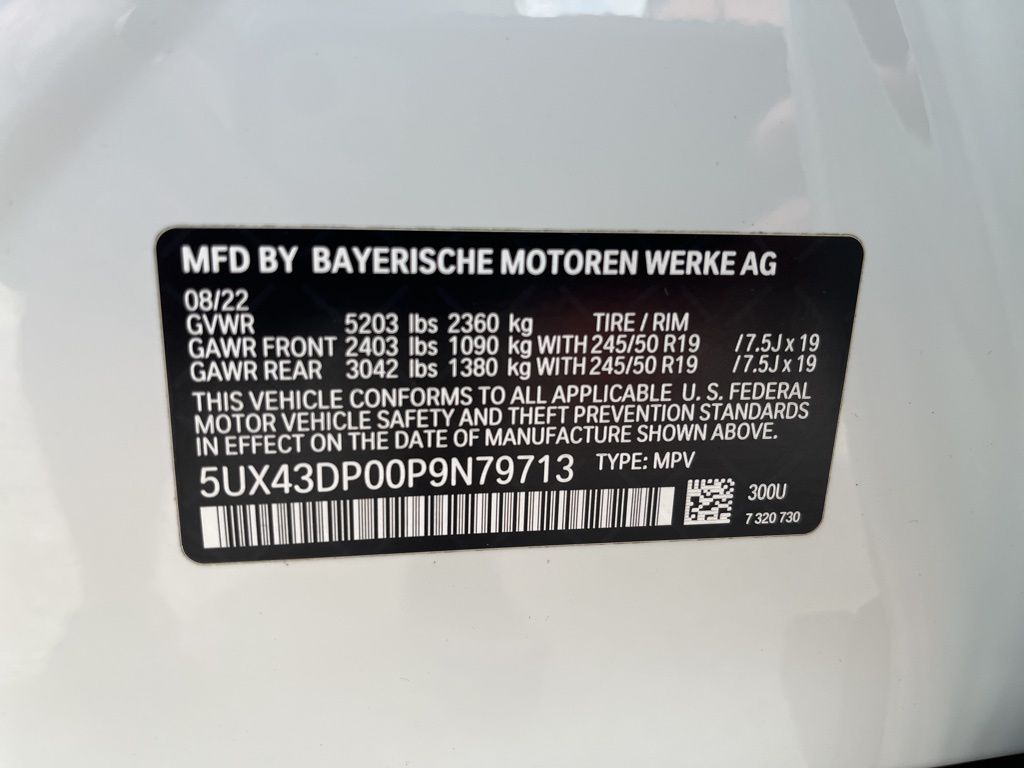 MFD BY BAYERISCHE MOTOREN WERKE AG
08/22
GVWR 5203 lbs 2360 kg TIRE / RIM
GAWR FRONT 2403 lbs 1090 kg WITH 245/50 R19 /7.5J x 19
GAWR REAR 3042 lbs 1380 kg WITH 245/50 R19 /7.5J x 19
THIS VEHICLE CONFORMS TO ALL APPLICABLE U. S. FEDERAL
MOTOR VEHICLE SAFETY AND THEFT PREVENTION STANDARDS
IN EFFECT ON THE DATE OF MANUFACTURE SHOWN ABOVE.
5UX43DP00P9N79713 TYPE: MPV
300U
7 320 730